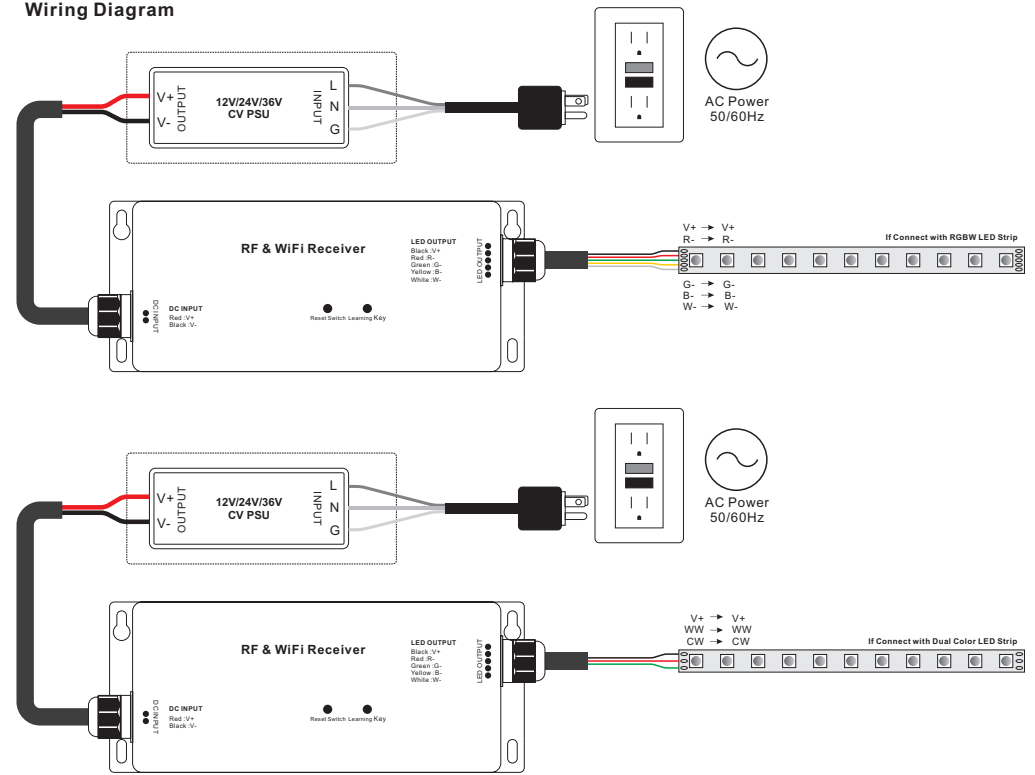 Wiring Diagram
V+
V-
OUTPUT
12V/24V/36V
CV PSU
INPUT
L
N
G
AC Power
50/60Hz
RF & WiFi Receiver
LED OUTPUT
Black :V+
Red :R-
Green :G-
Yellow :B-
White :W-
LED OUTPUT
DC INPUT
DC INPUT
Red :V+
Black :V-
Reset Switch Learning Key
V+ → V+
R- → R-
If Connect with RGBW LED Strip
G- → G-
B- → B-
W- → W-
V+
V-
OUTPUT
12V/24V/36V
CV PSU
INPUT
L
N
G
AC Power
50/60Hz
RF & WiFi Receiver
LED OUTPUT
Black :V+
Red :R-
Green :G-
Yellow :B-
White :W-
LED OUTPUT
DC INPUT
DC INPUT
Red :V+
Black :V-
Reset Switch Learning Key
V+ → V+
WW → WW
CW → CW
If Connect with Dual Color LED Strip